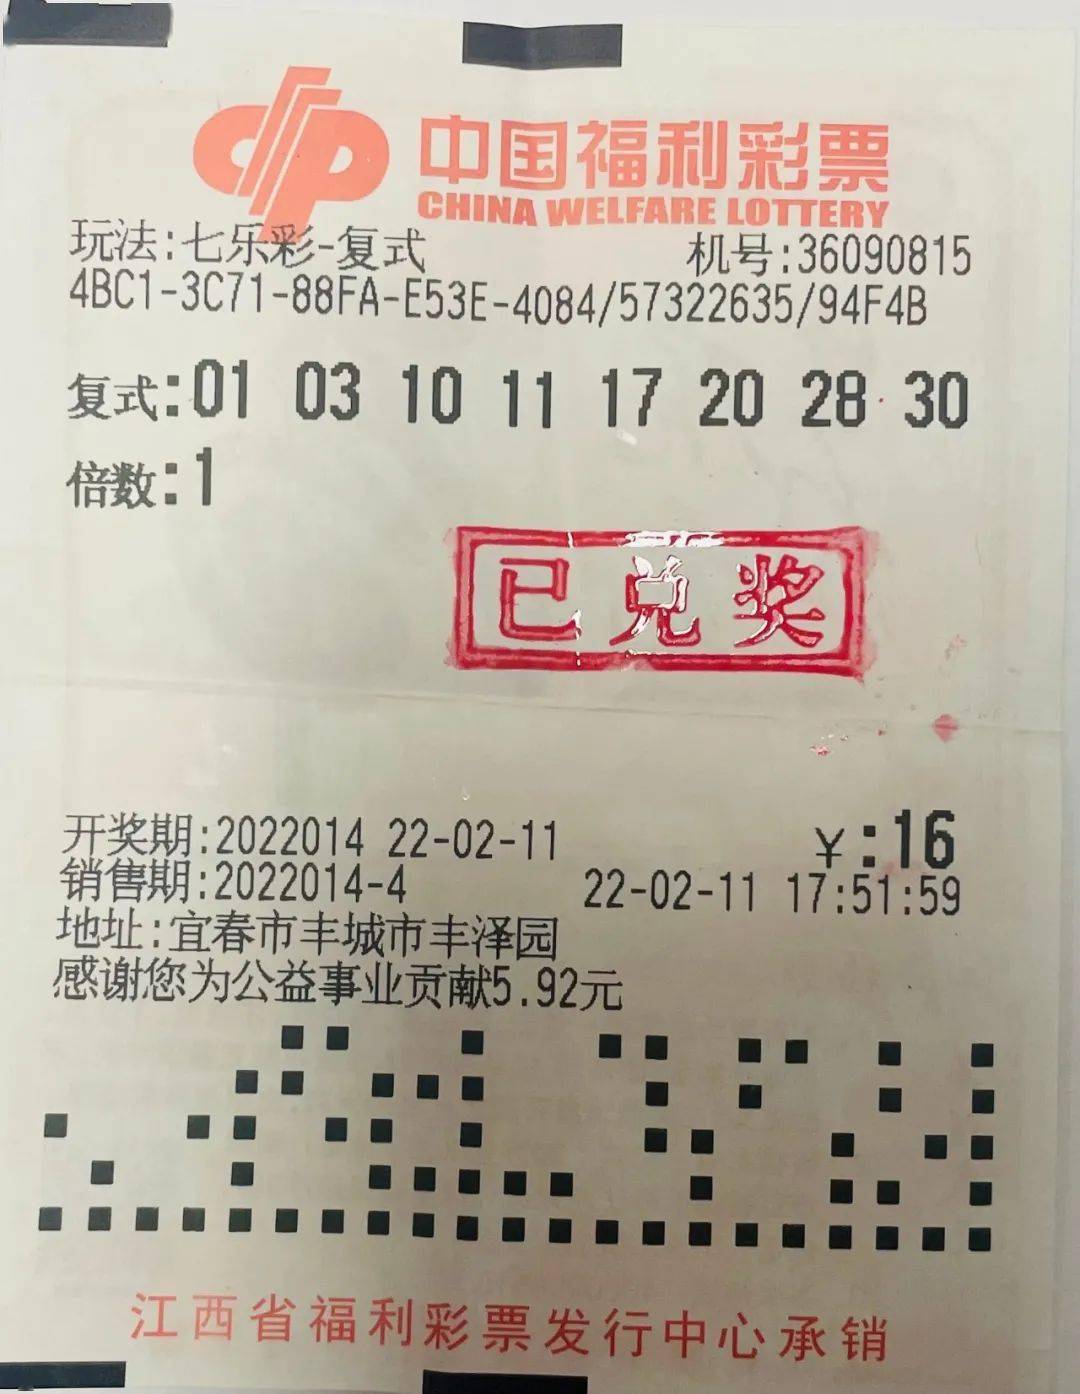 中国福利彩票
CHINA WELFARE LOTTERY
玩法:七乐彩-复式 机号:36090815
4BC1-3C71-88FA-E53E-4084/57322635/94F4B
复式:01 03 10 11 17 20 28 30
倍数:1
已兑奖
开奖期:2022014 22-02-11 ¥:16
销售期:2022014-4 22-02-11 17:51:59
地址:宜春市丰城市丰泽园
感谢您为公益事业贡献5.92元
江西省福利彩票发行中心承销